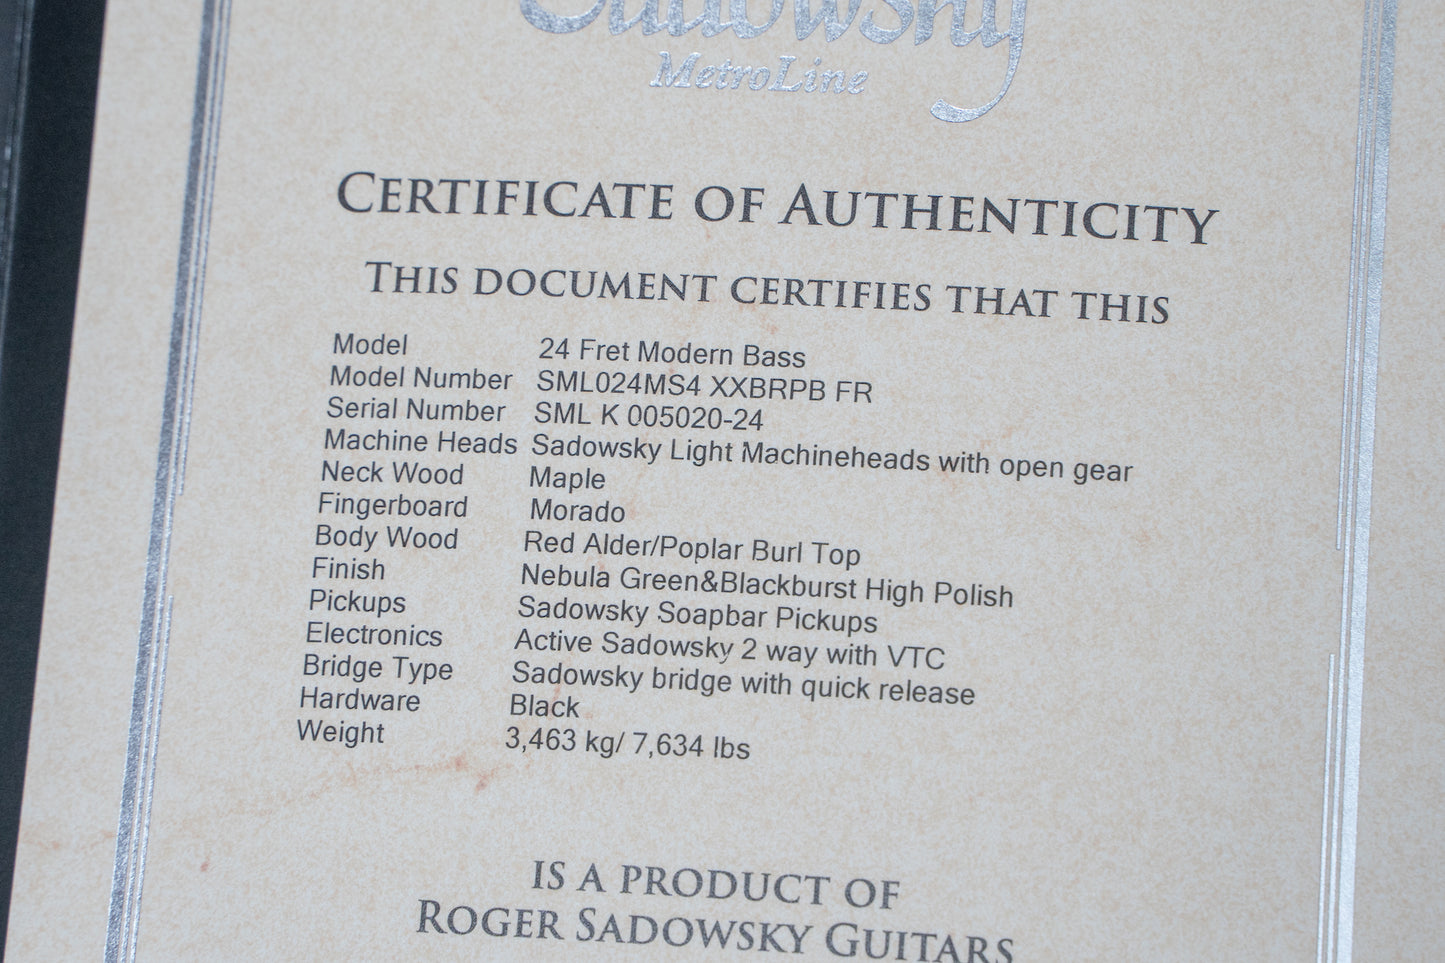 Sadowsky
MetroLine
CERTIFICATE OF AUTHENTICITY
THIS DOCUMENT CERTIFIES THAT THIS
Model 24 Fret Modern Bass
Model Number SML024MS4 XXBRPB FR
Serial Number SML K 005020-24
Machine Heads Sadowsky Light Machineheads with open gear
Neck Wood Maple
Fingerboard Morado
Body Wood Red Alder/Poplar Burl Top
Finish Nebula Green&Blackburst High Polish
Pickups Sadowsky Soapbar Pickups
Electronics Active Sadowsky 2 way with VTC
Bridge Type Sadowsky bridge with quick release
Hardware Black
Weight 3,463 kg/ 7,634 lbs
IS A PRODUCT OF
ROGER SADOWSKY GUITARS